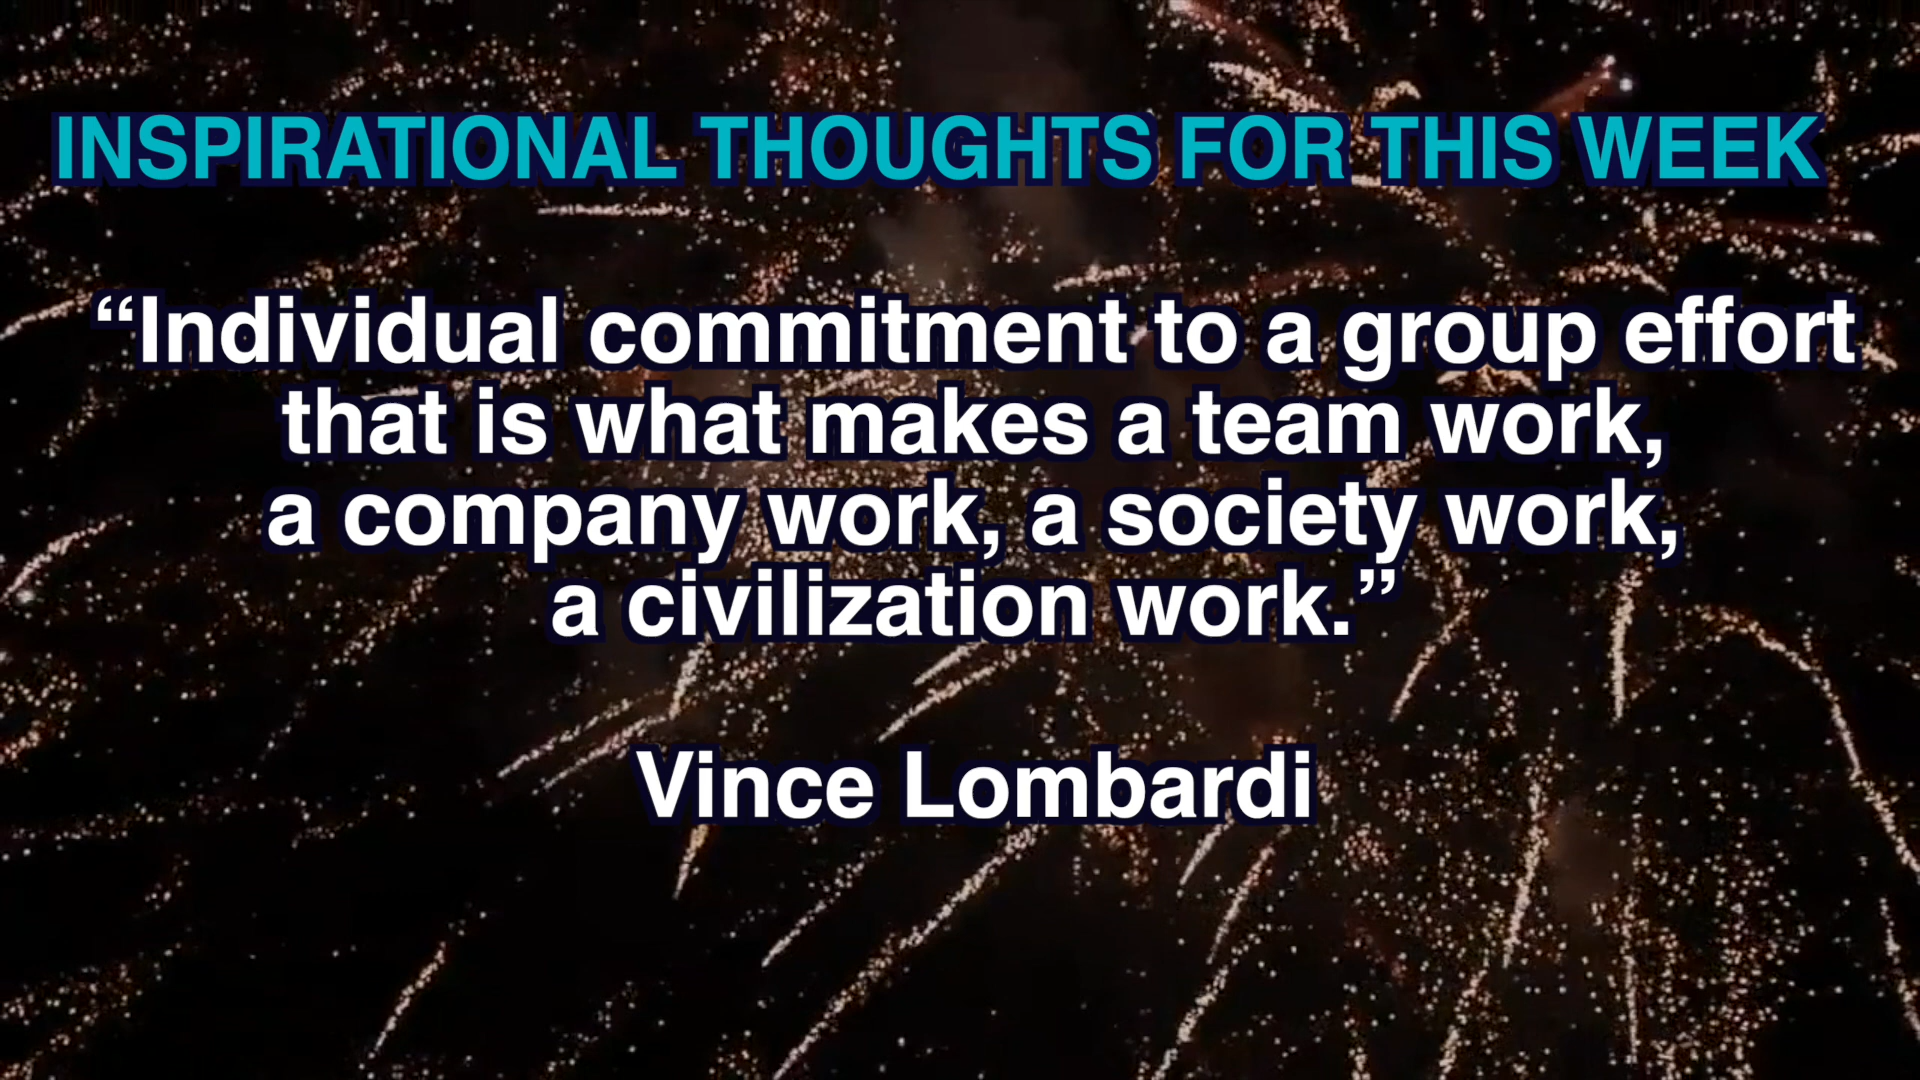 INSPIRATIONAL THOUGHTS FOR THIS WEEK
“Individual commitment to a group effort
that is what makes a team work,
a company work, a society work,
a civilization work.”
Vince Lombardi